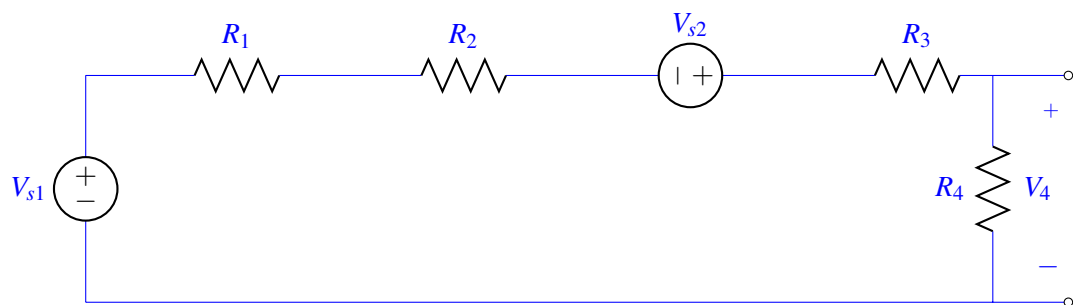 R1 R2 Vs2 R3
− +
+
Vs1 + − R4 V4
−